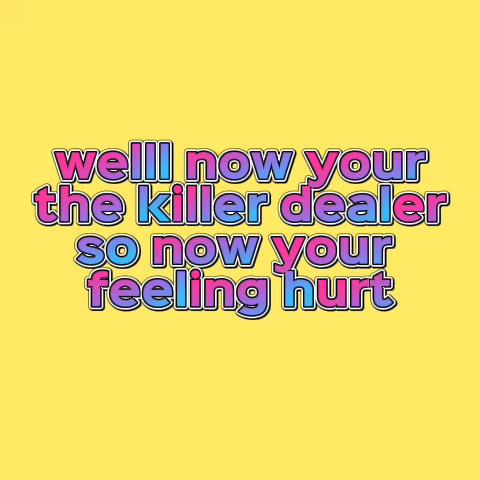 welll now your
the killer dealer
so now your
feeling hurt